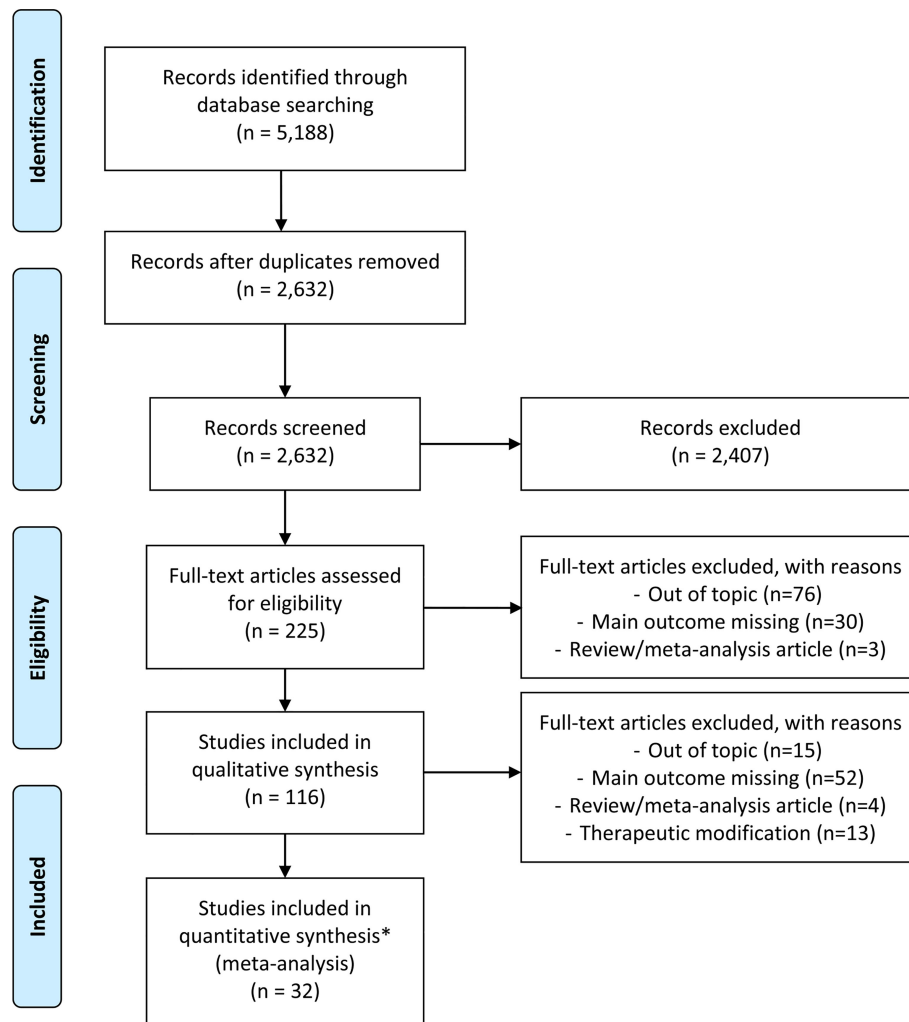 Identification
Records identified through
database searching
(n = 5,188)
Records after duplicates removed
(n = 2,632)
Screening
Records screened
(n = 2,632)
Records excluded
(n = 2,407)
Eligibility
Full-text articles assessed
for eligibility
(n = 225)
Full-text articles excluded, with reasons
- Out of topic (n=76)
- Main outcome missing (n=30)
- Review/meta-analysis article (n=3)
Studies included in
qualitative synthesis
(n = 116)
Full-text articles excluded, with reasons
- Out of topic (n=15)
- Main outcome missing (n=52)
- Review/meta-analysis article (n=4)
- Therapeutic modification (n=13)
Included
Studies included in
quantitative synthesis*
(meta-analysis)
(n = 32)